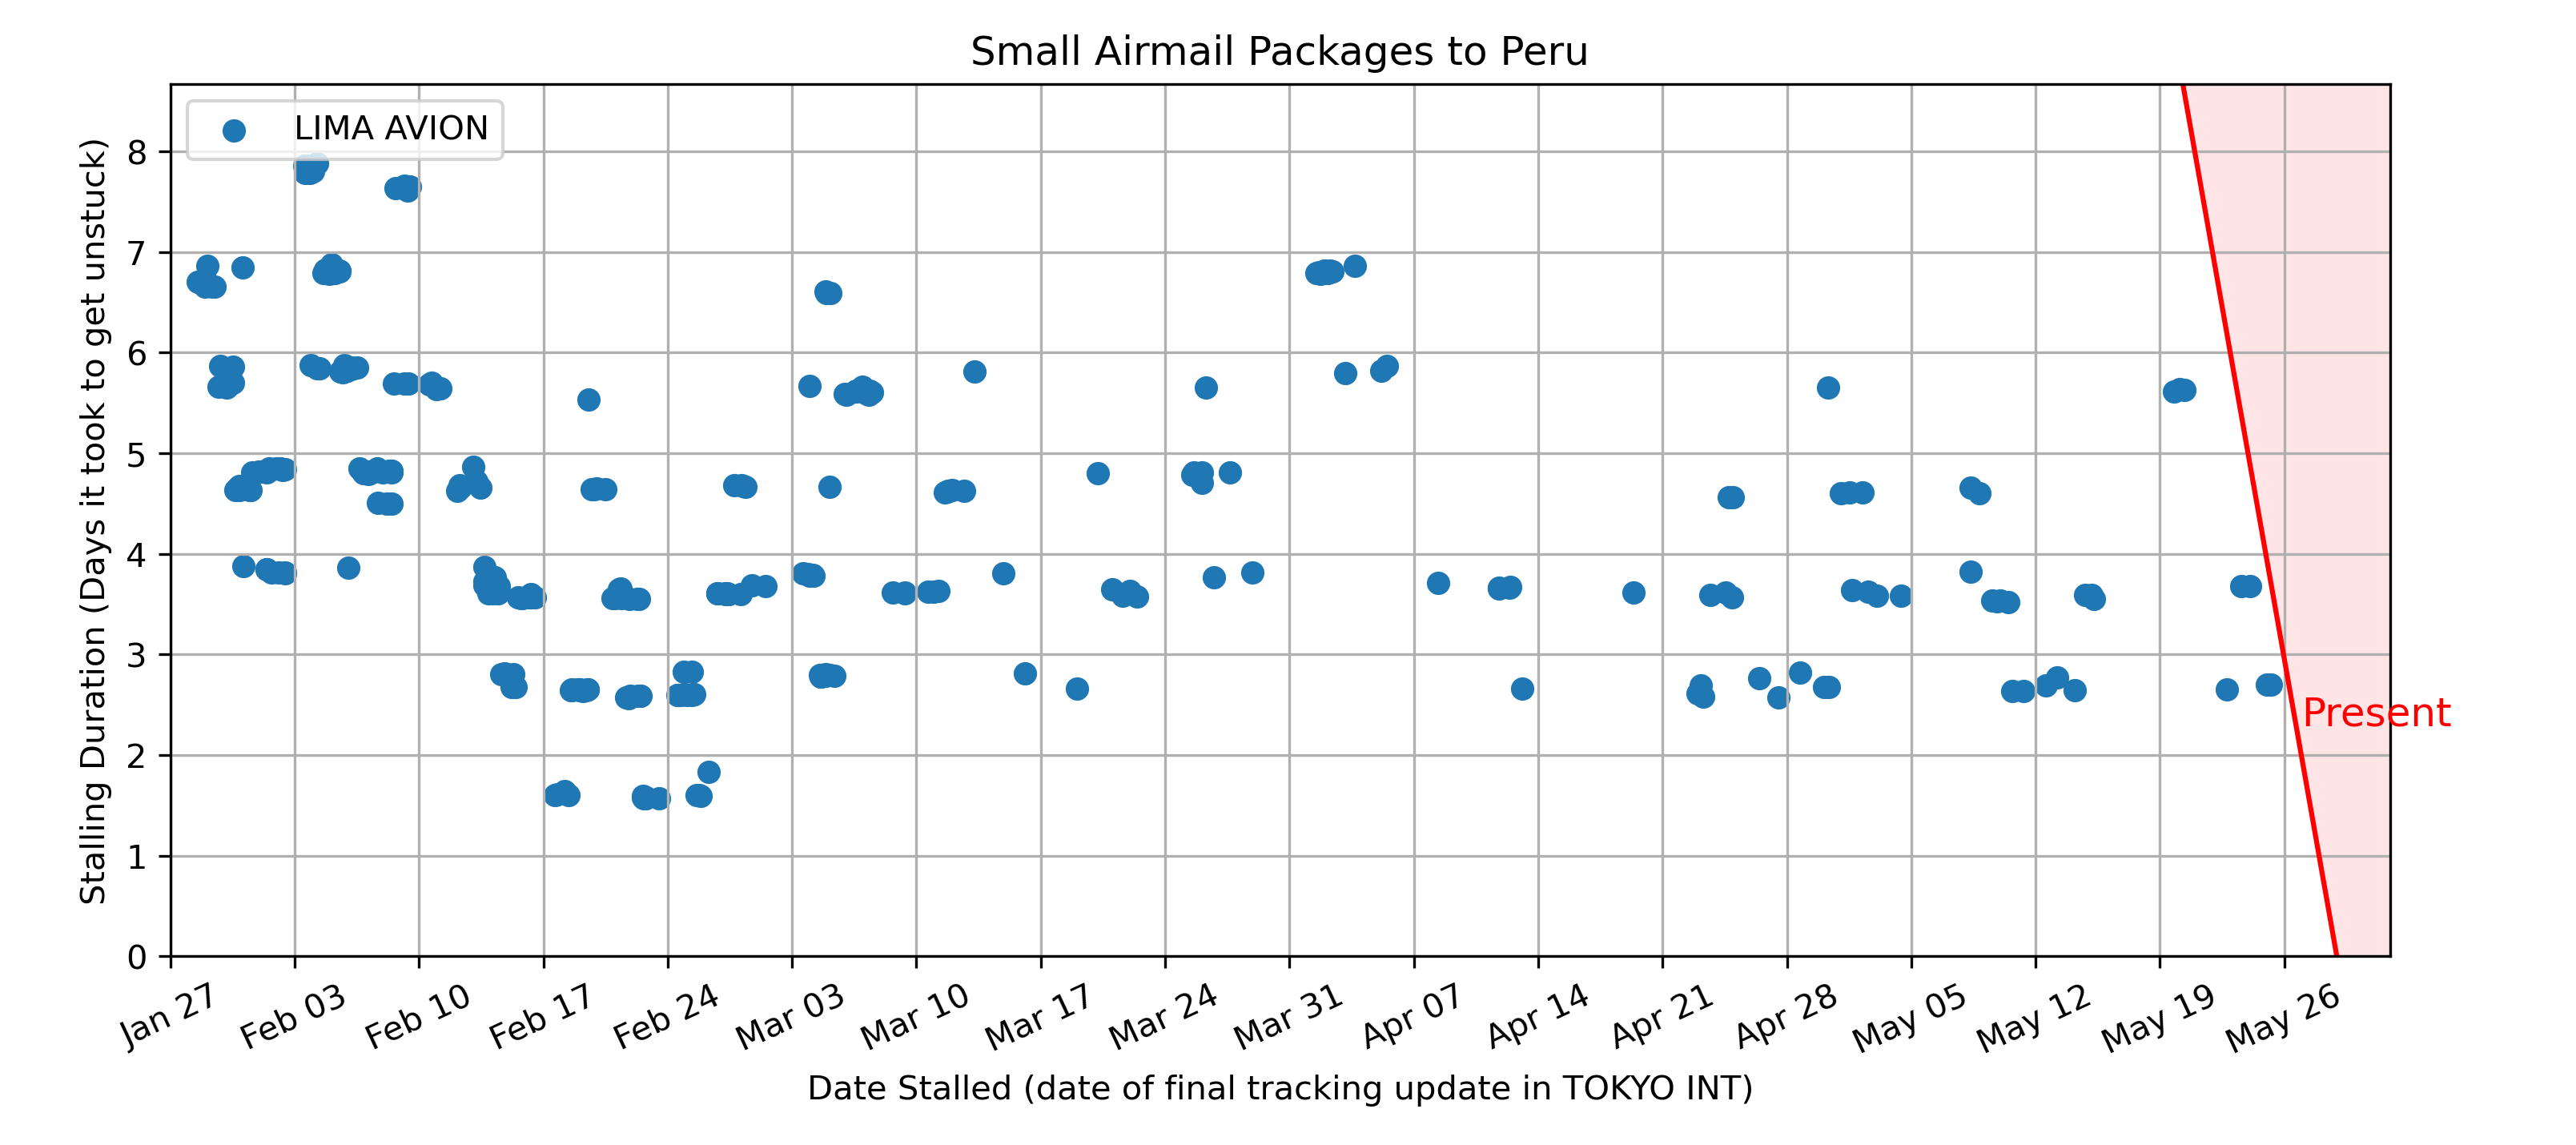 Small Airmail Packages to Peru
LIMA AVION
Stalling Duration (Days it took to get unstuck)
8
7
6
5
4
3
2
1
0
Present
Jan 27
Feb 03
Feb 10
Feb 17
Feb 24
Mar 03
Mar 10
Mar 17
Mar 24
Mar 31
Apr 07
Apr 14
Apr 21
Apr 28
May 05
May 12
May 19
May 26
Date Stalled (date of final tracking update in TOKYO INT)